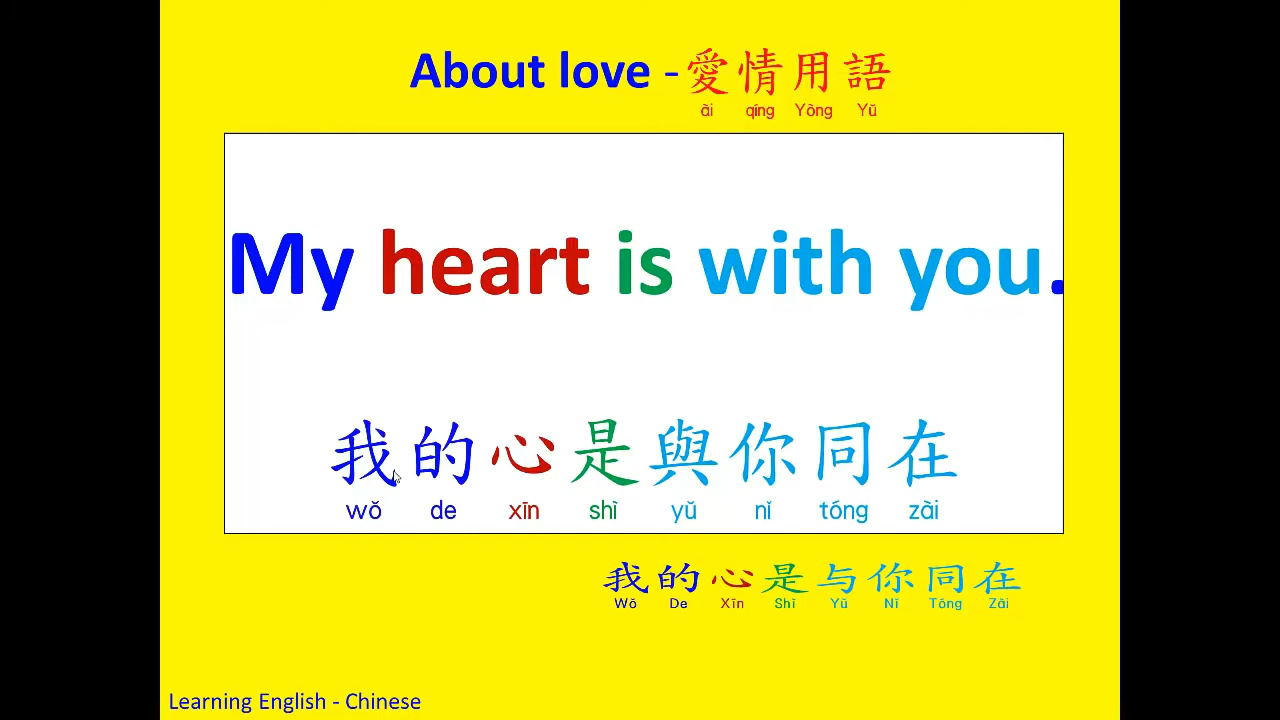 About love -愛情用語
ài qíng Yòng Yǔ
My heart is with you.
我的心是與你同在
wǒ de xīn shì yǔ nǐ tóng zài
我的心是与你同在
Wǒ De Xīn Shì Yǔ Nǐ Tóng Zài
Learning English - Chinese